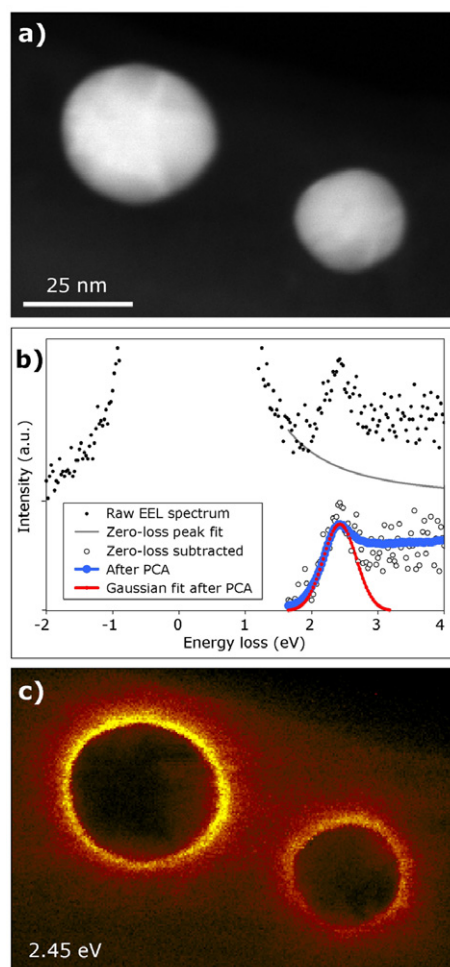 a)
25 nm
b)
Intensity (a.u.)
Raw EEL spectrum
Zero-loss peak fit
Zero-loss subtracted
After PCA
Gaussian fit after PCA
-2 -1 0 1 2 3 4
Energy loss (eV)
c)
2.45 eV